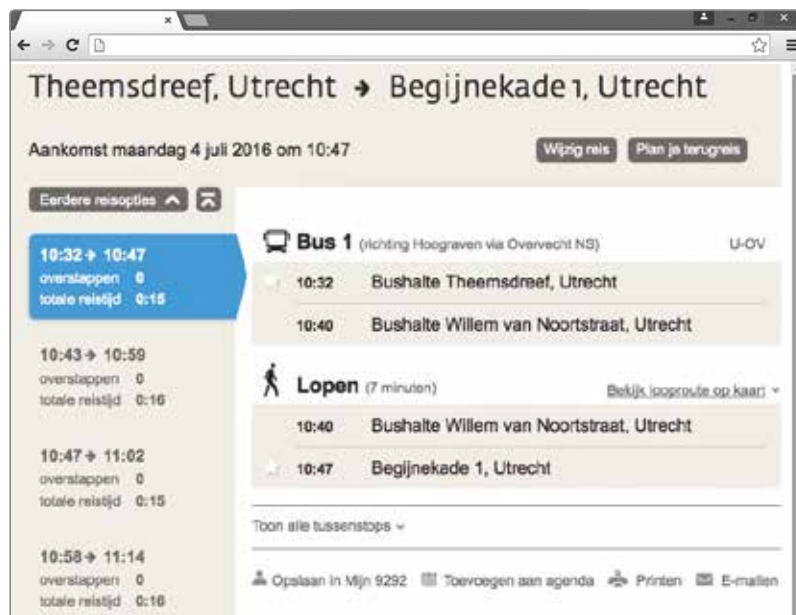 Theemsdreef, Utrecht → Begijnekade 1, Utrecht
Aankomst maandag 4 juli 2016 om 10:47
Wijzig reis
Plan je terugreis
Eerdere reisopties
10:32 → 10:47
overstappen 0
totale reistijd 0:15
10:43 → 10:59
overstappen 0
totale reistijd 0:16
10:47 → 11:02
overstappen 0
totale reistijd 0:15
10:58 → 11:14
overstappen 0
totale reistijd 0:16
Bus 1 (richting Hoograven via Overvecht NS) U-OV
10:32 Bushalte Theemsdreef, Utrecht
10:40 Bushalte Willem van Noortstraat, Utrecht
Lopen (7 minuten) Bekijk looproute op kaart
10:40 Bushalte Willem van Noortstraat, Utrecht
10:47 Begijnekade 1, Utrecht
Toon alle tussenstops
Opslaan in Mijn 9292 Toevoegen aan agenda Printen E-mailen